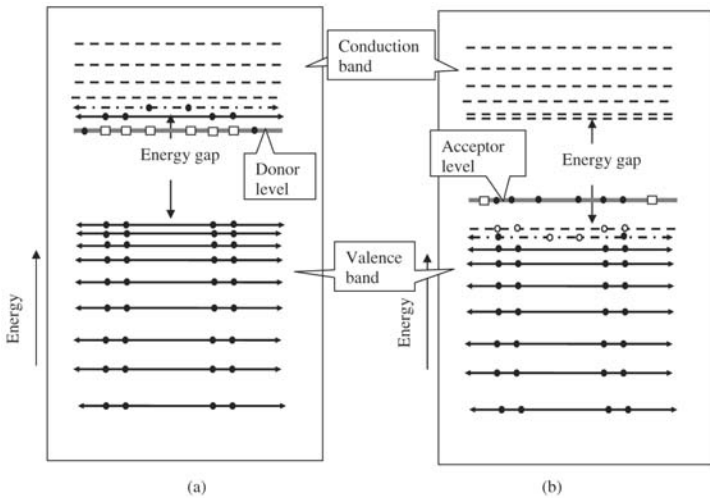 Conduction
band
Energy gap
Donor
level
Acceptor
level
Energy gap
Valence
band
Energy
Energy
(a)
(b)